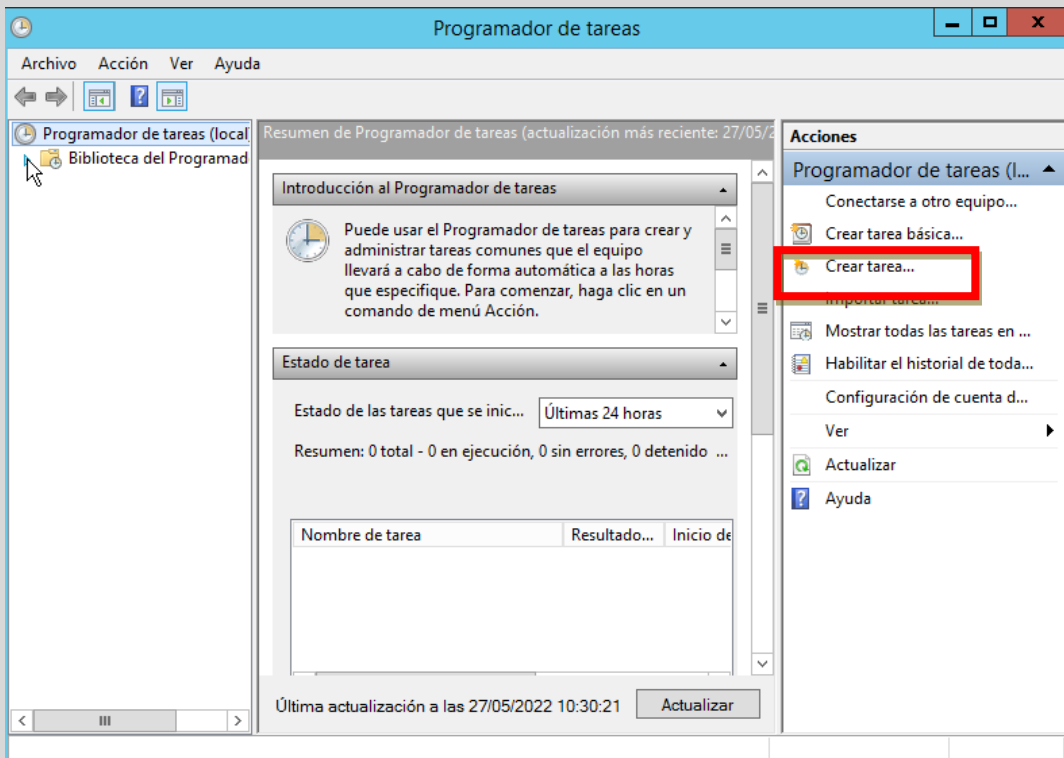 Programador de tareas
Archivo Acción Ver Ayuda
Programador de tareas (local
Biblioteca del Programad
Resumen de Programador de tareas (actualización más reciente: 27/05/2
Introducción al Programador de tareas
Puede usar el Programador de tareas para crear y
administrar tareas comunes que el equipo
llevará a cabo de forma automática a las horas
que especifique. Para comenzar, haga clic en un
comando de menú Acción.
Estado de tarea
Estado de las tareas que se inic... Últimas 24 horas
Resumen: 0 total - 0 en ejecución, 0 sin errores, 0 detenido ...
Nombre de tarea Resultado... Inicio de
Última actualización a las 27/05/2022 10:30:21 Actualizar
Acciones
Programador de tareas (l...
Conectarse a otro equipo...
Crear tarea básica...
Crear tarea...
Importar tarea...
Mostrar todas las tareas en ...
Habilitar el historial de toda...
Configuración de cuenta d...
Ver
Actualizar
Ayuda